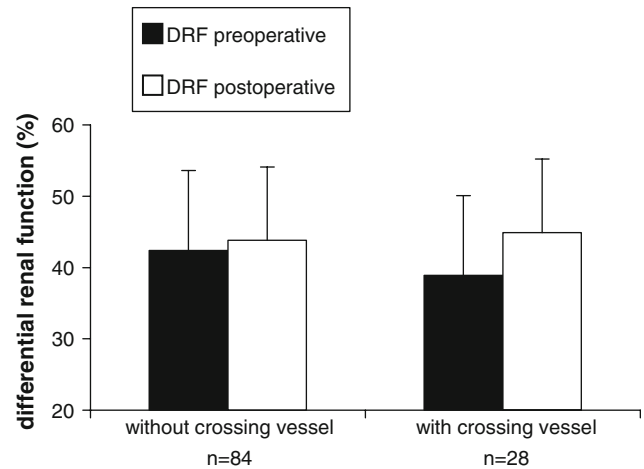 DRF preoperative
DRF postoperative
differential renal function (%)
60
50
40
30
20
without crossing vessel
with crossing vessel
n=84
n=28